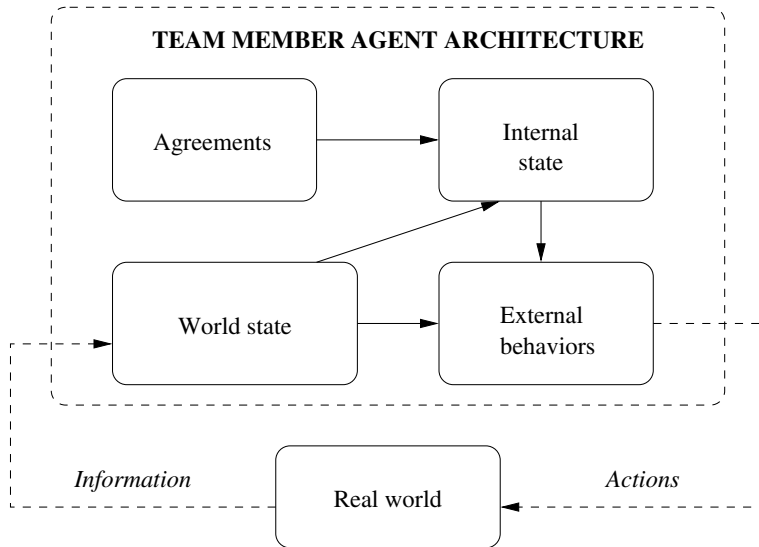 TEAM MEMBER AGENT ARCHITECTURE
Agreements
Internal
state
World state
External
behaviors
Information
Real world
Actions